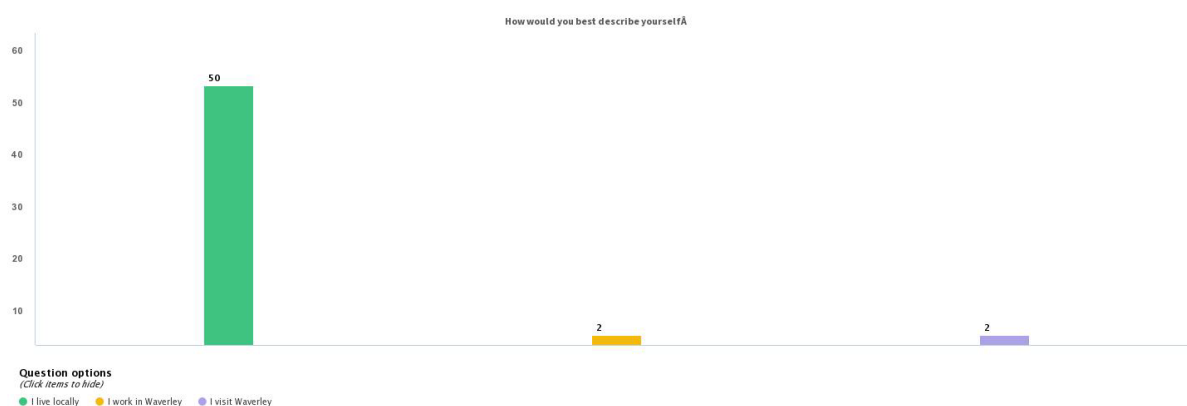 How would you best describe yourselfÂ
60
50
50
40
30
20
10
2
2
Question options
(Click items to hide)
I live locally
I work in Waverley
I visit Waverley